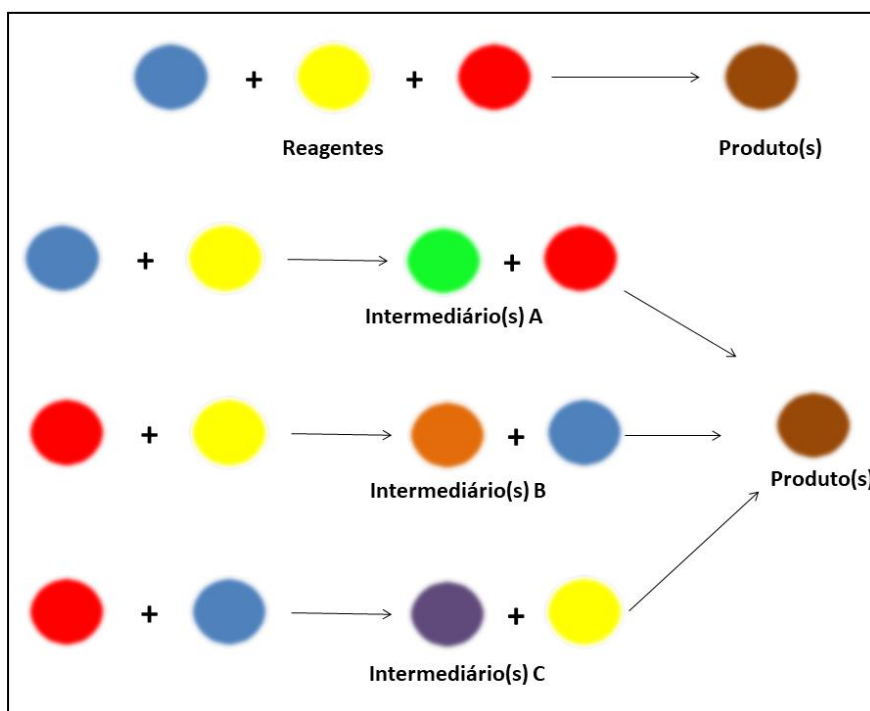 + +
Reagentes Produto(s)
+ +
Intermediário(s) A
+ +
Intermediário(s) B
Produto(s)
+ +
Intermediário(s) C